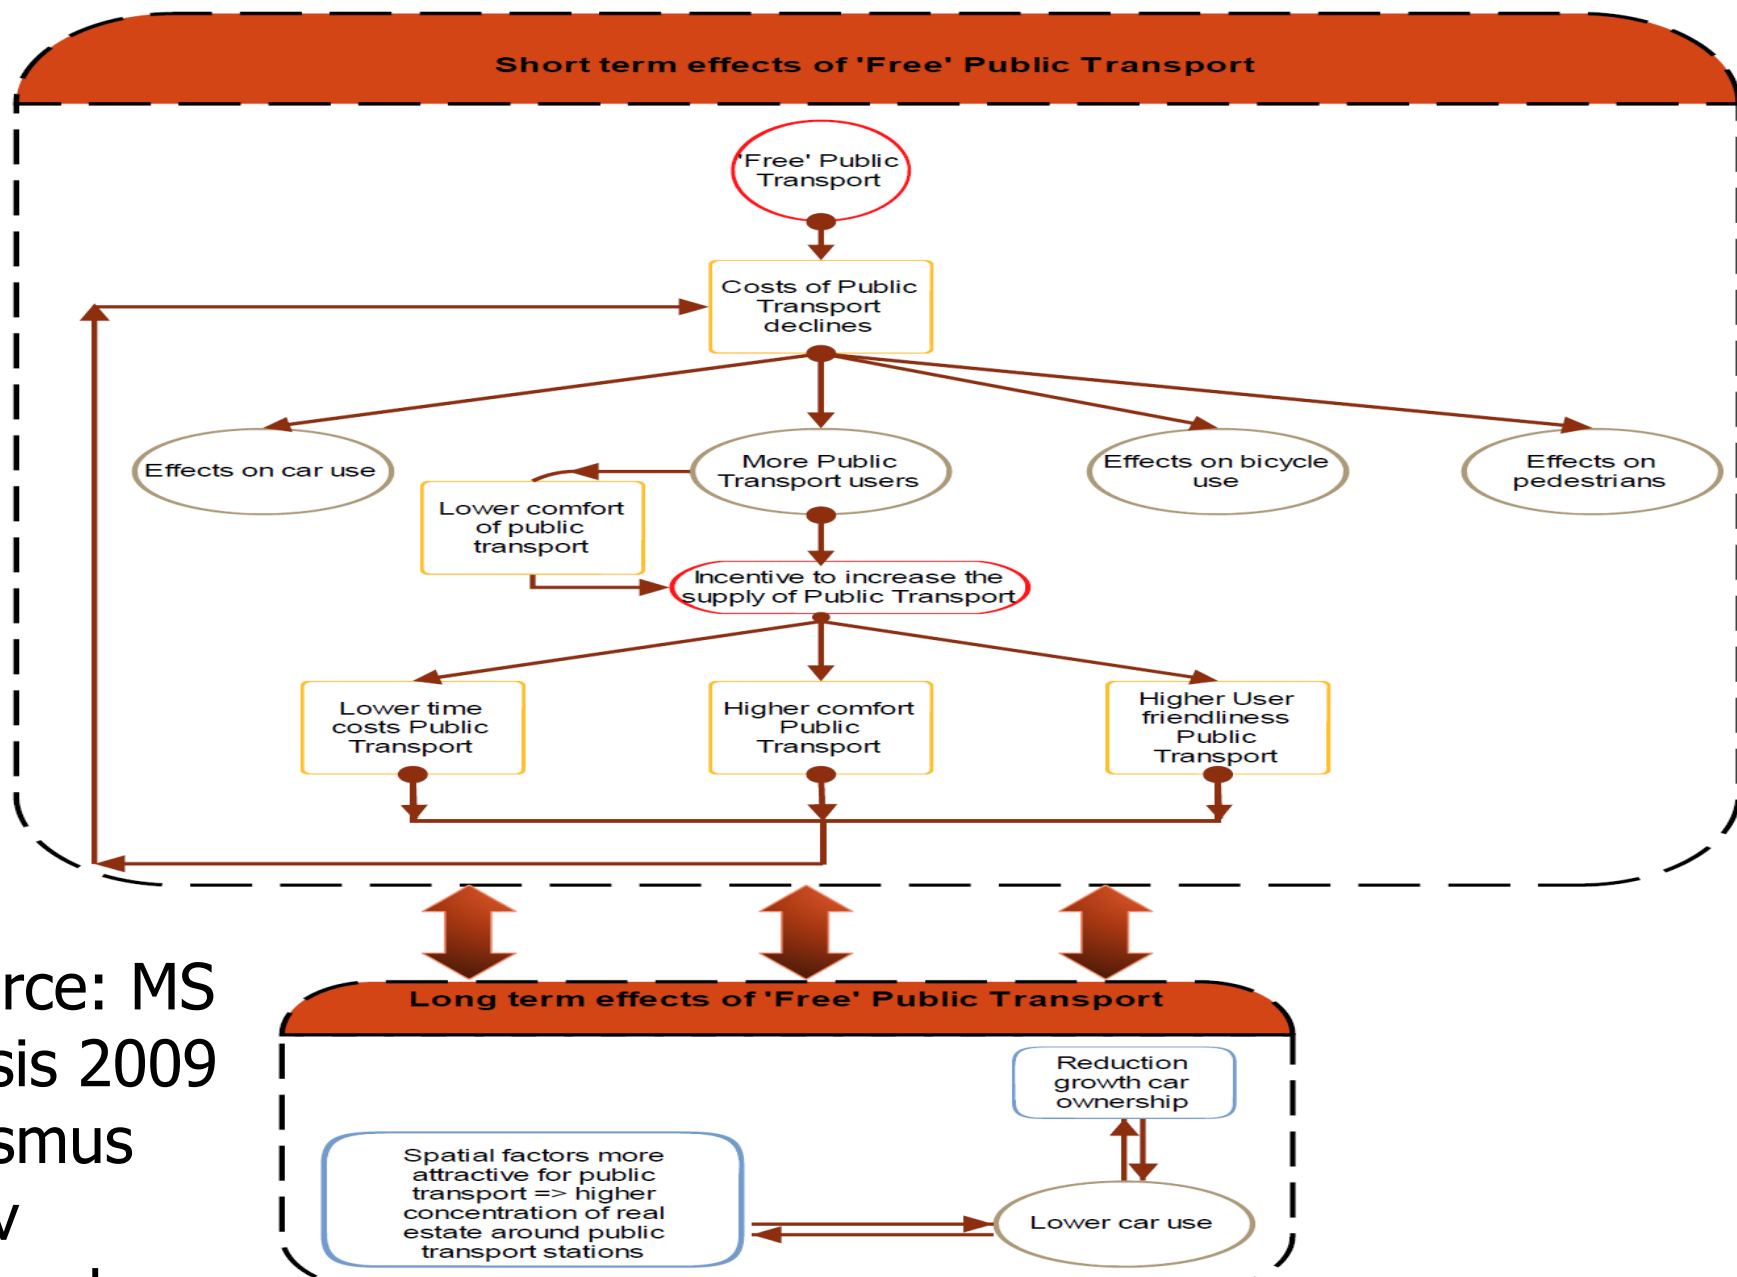 Short term effects of 'Free' Public Transport
'Free' Public
Transport
Costs of Public
Transport
declines
Effects on car use
More Public
Transport users
Effects on bicycle
use
Effects on
pedestrians
Lower comfort
of public
transport
Incentive to increase the
supply of Public Transport
Lower time
costs Public
Transport
Higher comfort
Public
Transport
Higher User
friendliness
Public
Transport
rce: MS
sis 2009
smus
v
Long term effects of 'Free' Public Transport
Reduction
growth car
ownership
Spatial factors more
attractive for public
transport => higher
concentration of real
estate around public
transport stations
Lower car use